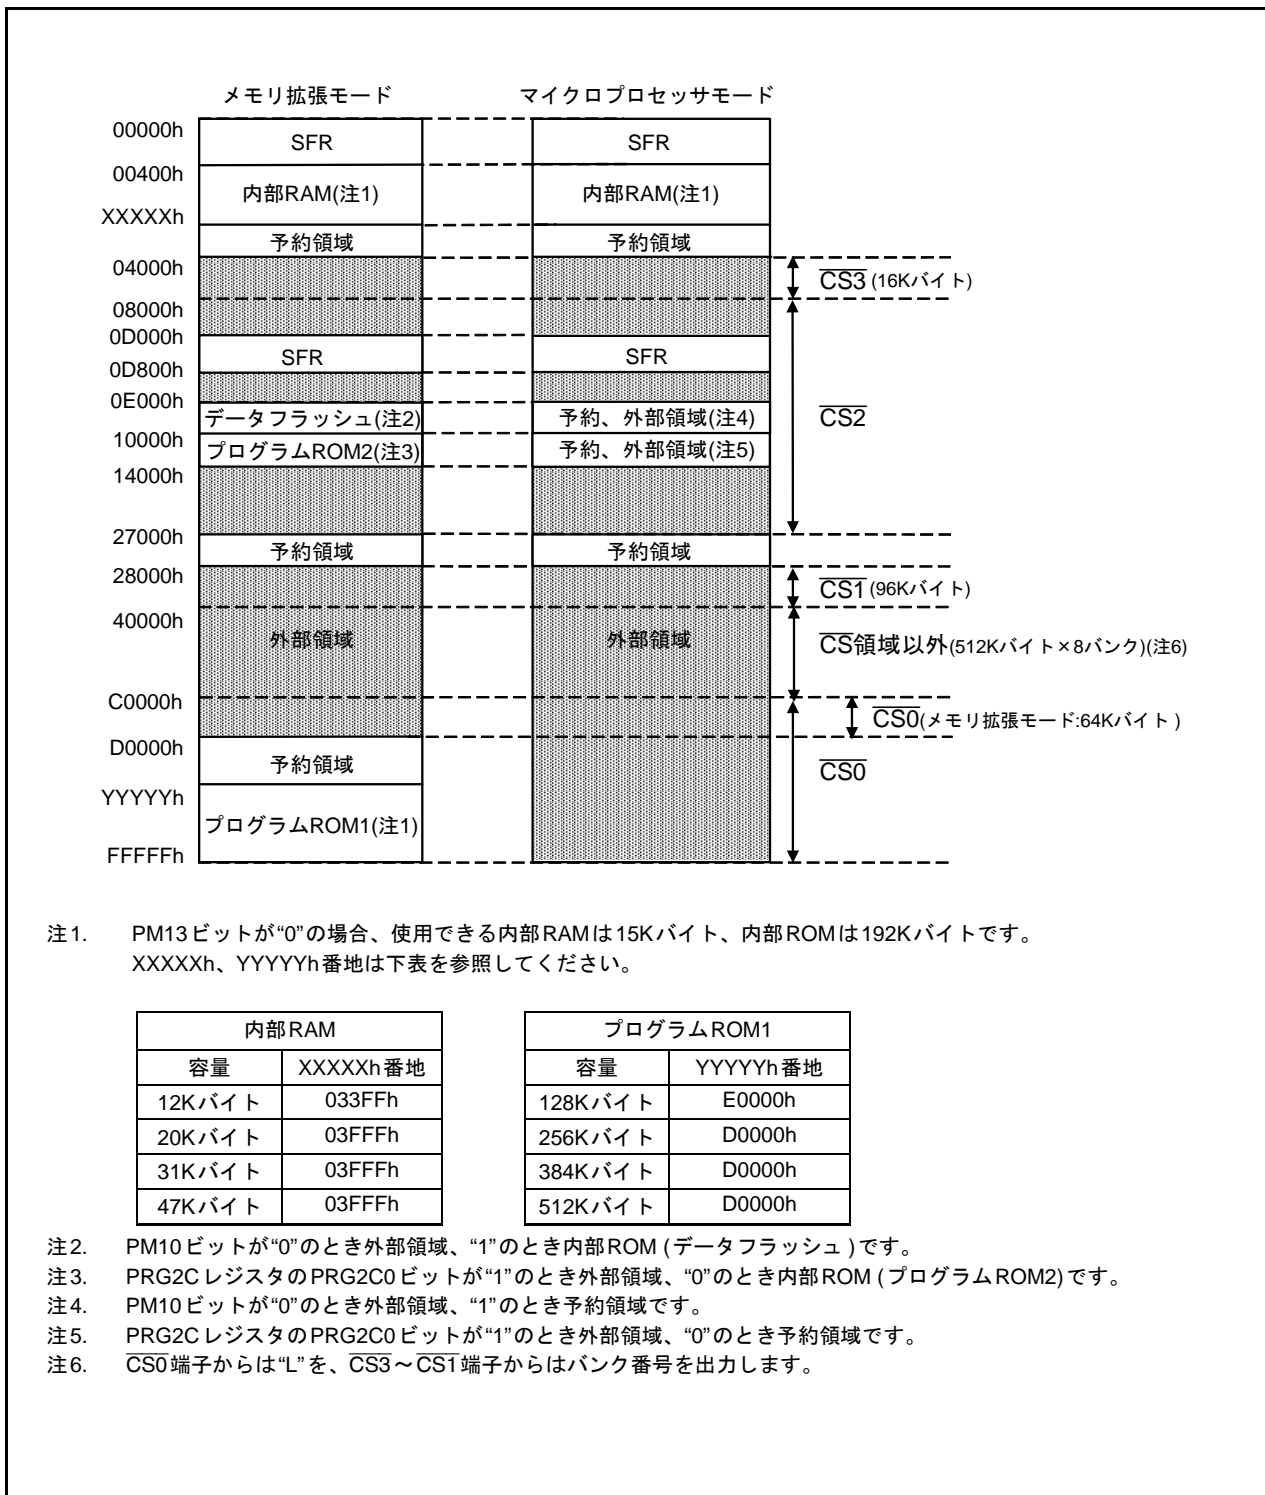 メモリ拡張モード
マイクロプロセッサモード
00000h
SFR
SFR
00400h
内部RAM(注1)
内部RAM(注1)
XXXXXh
予約領域
予約領域
04000h
CS3 (16Kバイト)
08000h
0D000h
SFR
SFR
0D800h
0E000h
データフラッシュ(注2)
予約、外部領域(注4)
CS2
10000h
プログラムROM2(注3)
予約、外部領域(注5)
14000h
27000h
予約領域
予約領域
28000h
CS1 (96Kバイト)
40000h
外部領域
外部領域
CS領域以外(512Kバイト×8バンク)(注6)
C0000h
CS0(メモリ拡張モード:64Kバイト)
D0000h
予約領域
CS0
YYYYYh
プログラムROM1(注1)
FFFFFh
注1. PM13ビットが“0”の場合、使用できる内部RAMは15Kバイト、内部ROMは192Kバイトです。
XXXXXh、YYYYYh番地は下表を参照してください。
内部RAM
容量 XXXXXh番地
12Kバイト 033FFh
20Kバイト 03FFFh
31Kバイト 03FFFh
47Kバイト 03FFFh
プログラムROM1
容量 YYYYYh番地
128Kバイト E0000h
256Kバイト D0000h
384Kバイト D0000h
512Kバイト D0000h
注2. PM10ビットが“0”のとき外部領域、“1”のとき内部ROM (データフラッシュ)です。
注3. PRG2CレジスタのPRG2C0ビットが“1”のとき外部領域、“0”のとき内部ROM (プログラムROM2)です。
注4. PM10ビットが“0”のとき外部領域、“1”のとき予約領域です。
注5. PRG2CレジスタのPRG2C0ビットが“1”のとき外部領域、“0”のとき予約領域です。
注6. CS0端子からは“L”を、CS3～CS1端子からはバンク番号を出力します。